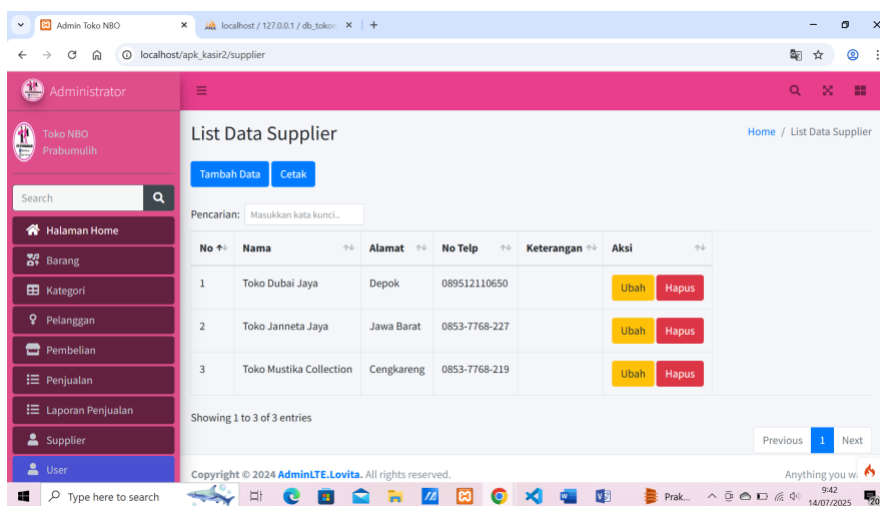 Admin Toko NBO
localhost / 127.0.0.1 / db_toko
localhost/apk_kasir2/supplier
Administrator
Toko NBO
Prabumulih
Search
Halaman Home
Barang
Kategori
Pelanggan
Pembelian
Penjualan
Laporan Penjualan
Supplier
User
List Data Supplier
Home / List Data Supplier
Tambah Data Cetak
Pencarian: Masukkan kata kunci..
No Nama Alamat No Telp Keterangan Aksi
1 Toko Dubai Jaya Depok 089512110650 Ubah Hapus
2 Toko Janneta Jaya Jawa Barat 0853-7768-227 Ubah Hapus
3 Toko Mustika Collection Cengkareng 0853-7768-219 Ubah Hapus
Showing 1 to 3 of 3 entries
Previous 1 Next
Copyright © 2024 AdminLTE.Lovita. All rights reserved.
Anything you w
Type here to search
Prak...
9:42
14/07/2025
20